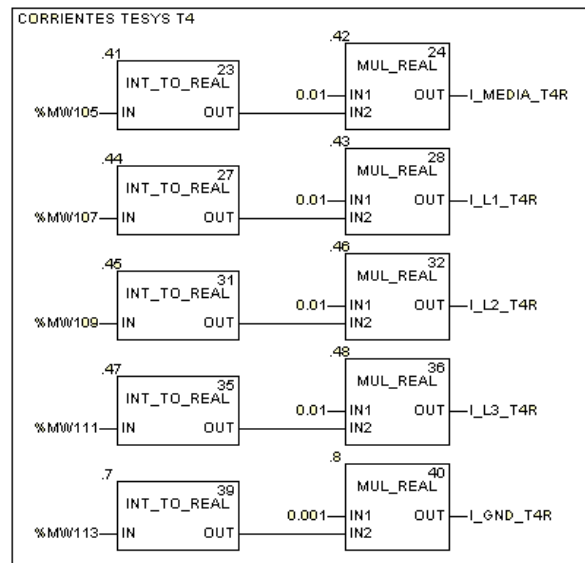 CORRIENTES TESYS T4
.41 .42
23 24
INT_TO_REAL MUL_REAL
0.01 IN1 OUT I_MEDIA_T4R
%MW105 IN OUT IN2
.44 .43
27 28
INT_TO_REAL MUL_REAL
0.01 IN1 OUT I_L1_T4R
%MW107 IN OUT IN2
.45 .46
31 32
INT_TO_REAL MUL_REAL
0.01 IN1 OUT I_L2_T4R
%MW109 IN OUT IN2
.47 .48
35 36
INT_TO_REAL MUL_REAL
0.01 IN1 OUT I_L3_T4R
%MW111 IN OUT IN2
.7 .8
39 40
INT_TO_REAL MUL_REAL
0.001 IN1 OUT I_GND_T4R
%MW113 IN OUT IN2